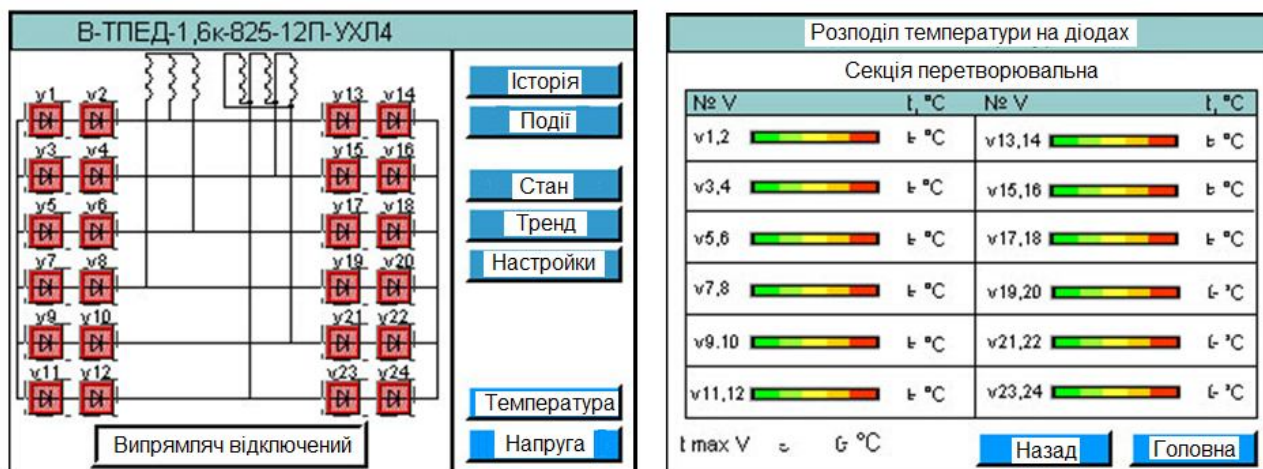 В-ТПЕД-1,6к-825-12П-УХЛ4
v1 v2 v13 v14
v3 v4 v15 v16
v5 v6 v17 v18
v7 v8 v19 v20
v9 v10 v21 v22
v11 v12 v23 v24
Випрямляч відключений
Історія
Події
Стан
Тренд
Настройки
Температура
Напруга
Розподіл температури на діодах
Секція перетворювальна
№ V t, °C № V t, °C
v1,2 °C v13,14 °C
v3,4 °C v15,16 °C
v5,6 °C v17,18 °C
v7,8 °C v19,20 °C
v9.10 °C v21,22 °C
v11,12 °C v23,24 °C
t max V °C
Назад
Головна